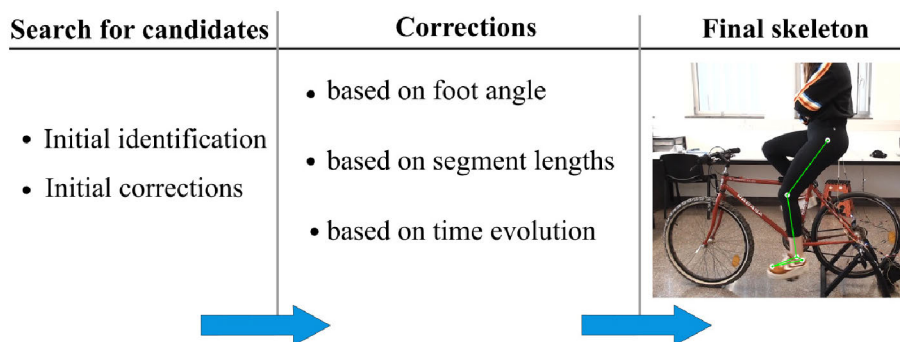 Search for candidates
Corrections
Final skeleton
• Initial identification
• Initial corrections
• based on foot angle
• based on segment lengths
• based on time evolution